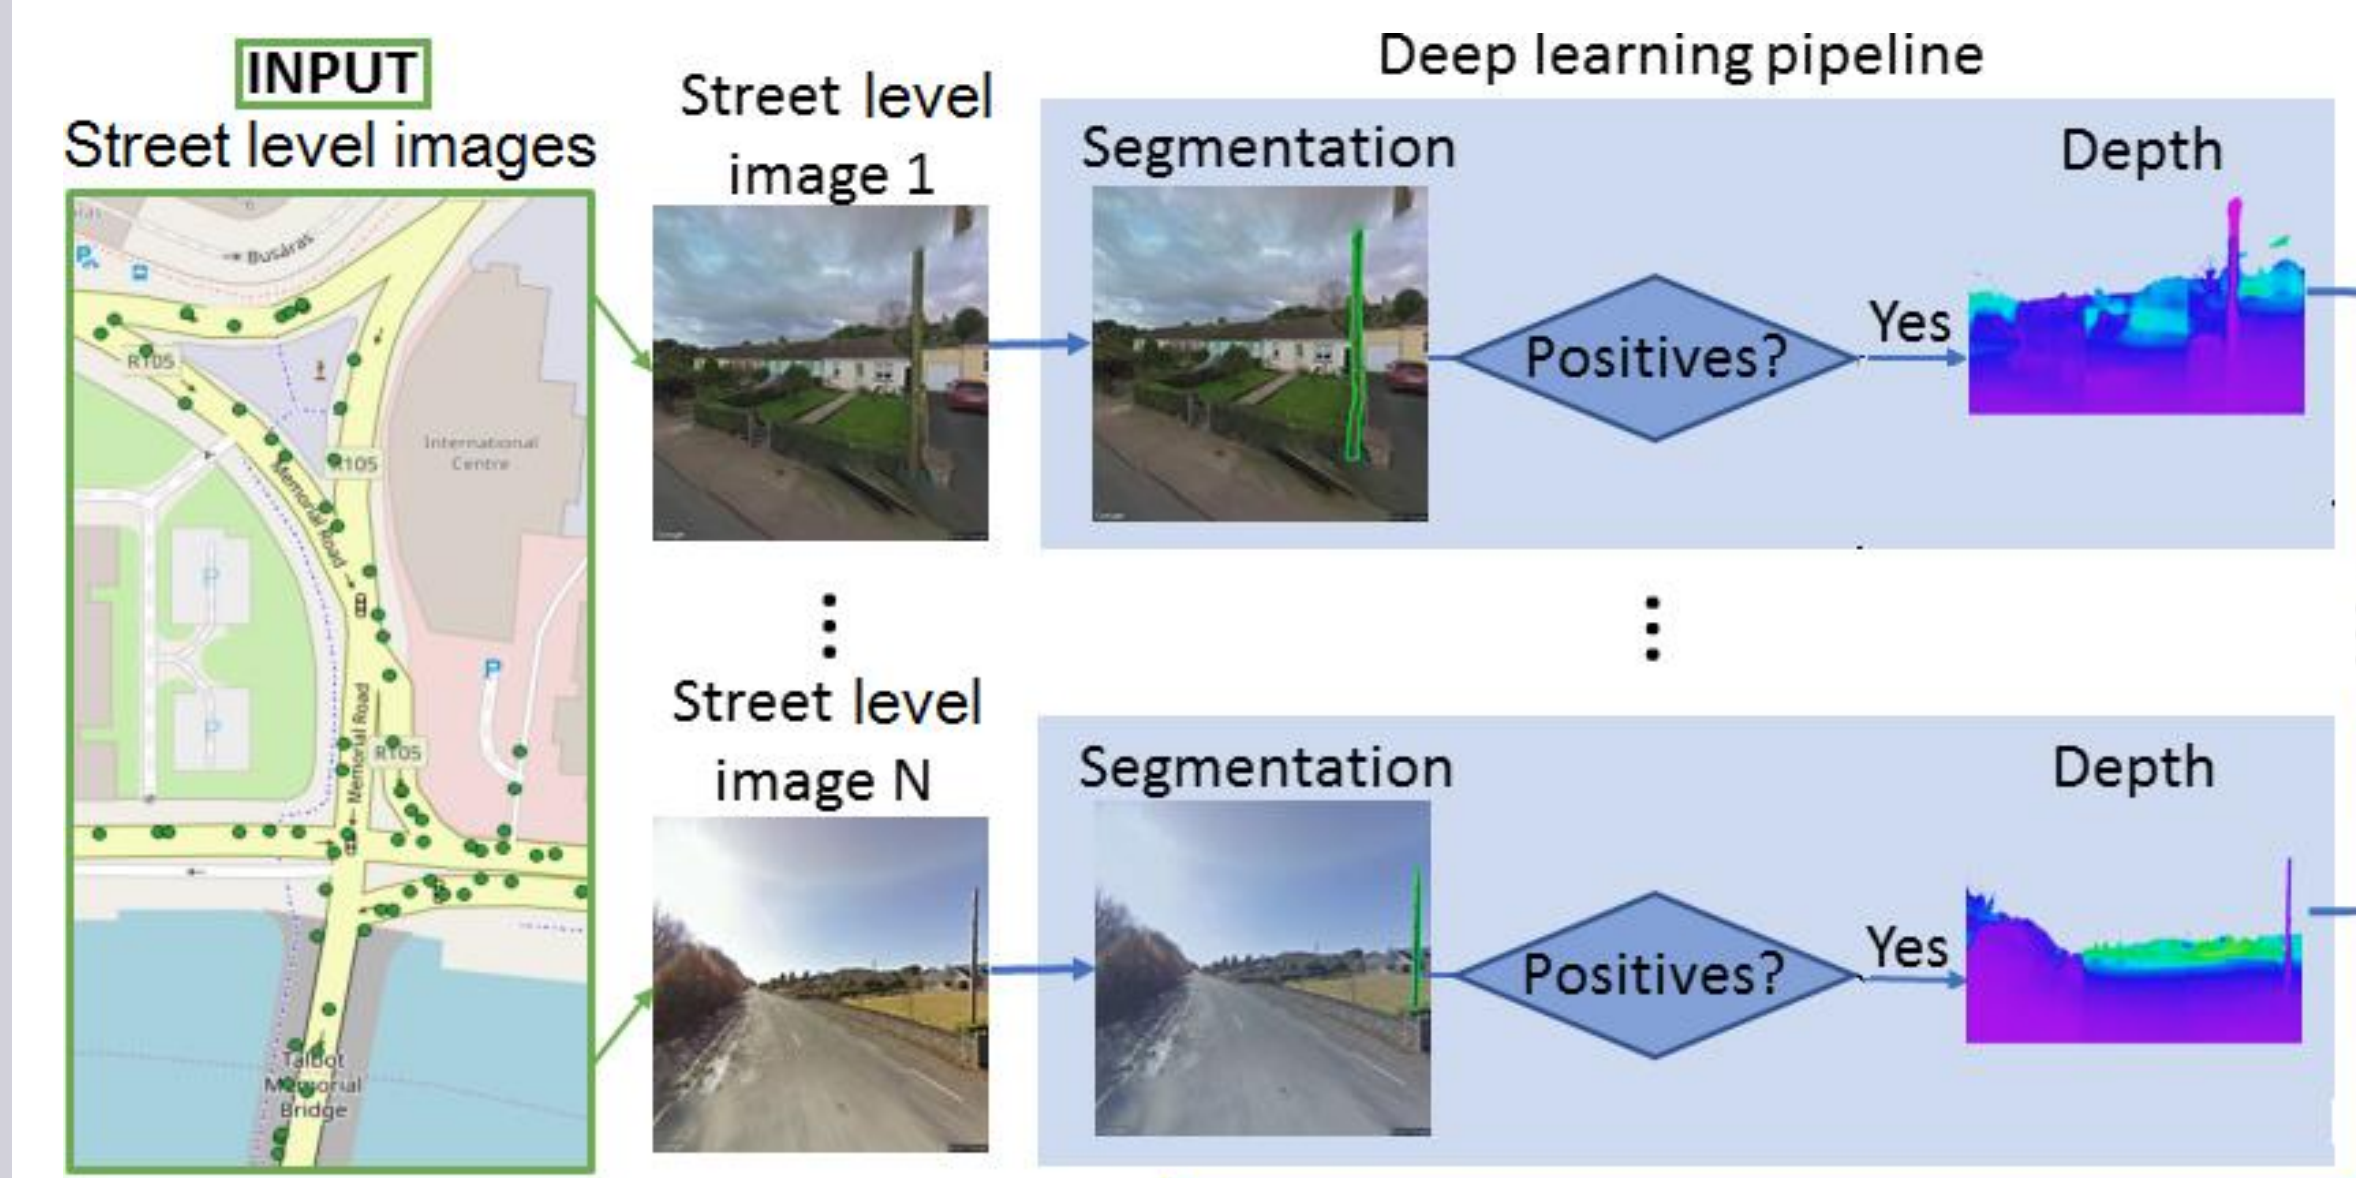 INPUT
Street level images
Busáras
R105
International
Centre
R105
Memorial Road
P
P
P
Memorial Road
R105
Talbot
Memorial
Bridge
Street level
image 1
Street level
image N
Deep learning pipeline
Segmentation
Positives?
Yes
Depth
Segmentation
Positives?
Yes
Depth